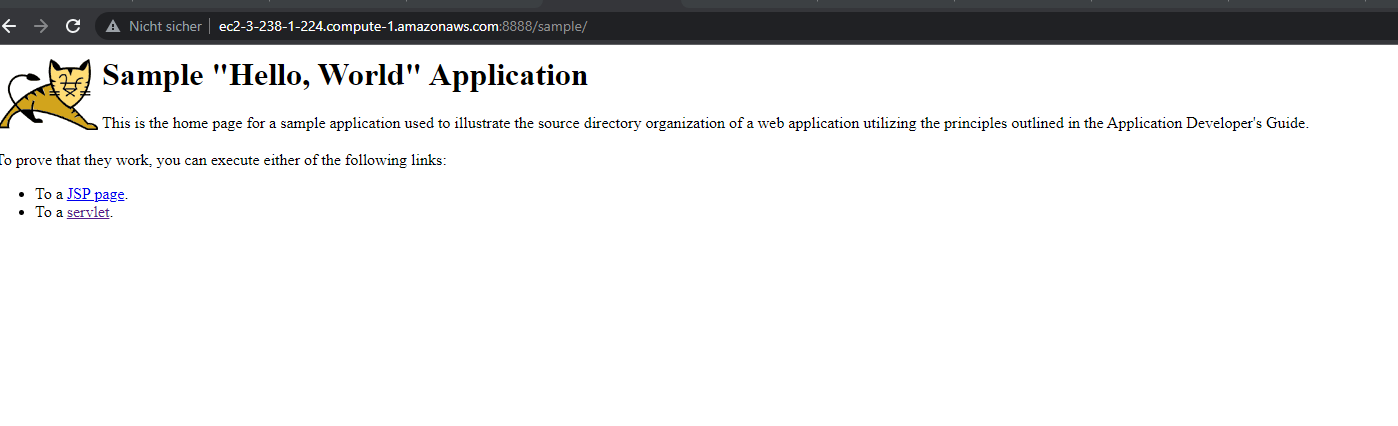 Nicht sicher | ec2-3-238-1-224.compute-1.amazonaws.com:8888/sample/
Sample "Hello, World" Application
This is the home page for a sample application used to illustrate the source directory organization of a web application utilizing the principles outlined in the Application Developer's Guide.
To prove that they work, you can execute either of the following links:
• To a JSP page.
• To a servlet.